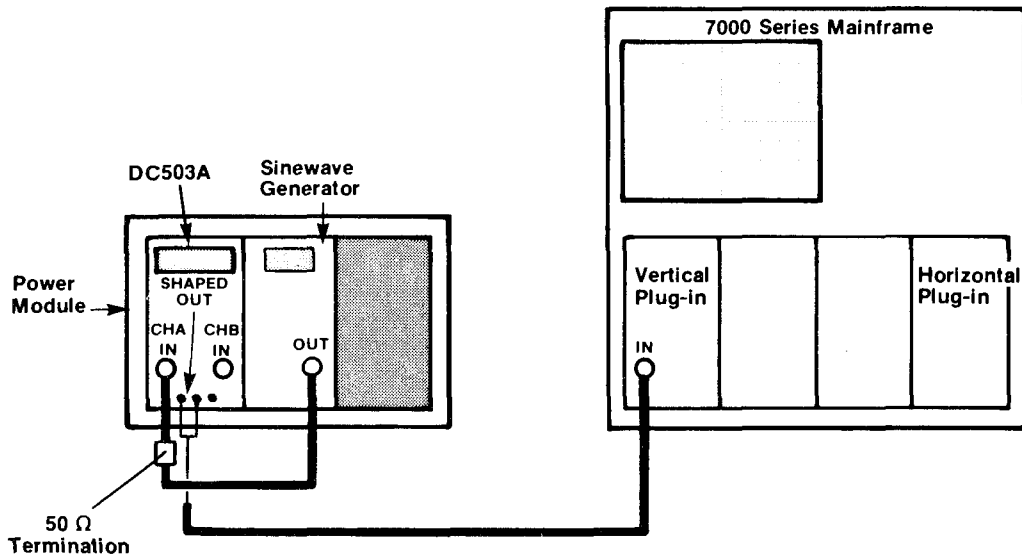 7000 Series Mainframe
DC503A
Sinewave
Generator
Power
Module
SHAPED
OUT
CHA
IN
CHB
IN
OUT
Vertical
Plug-in
IN
Horizontal
Plug-in
50 Ω
Termination